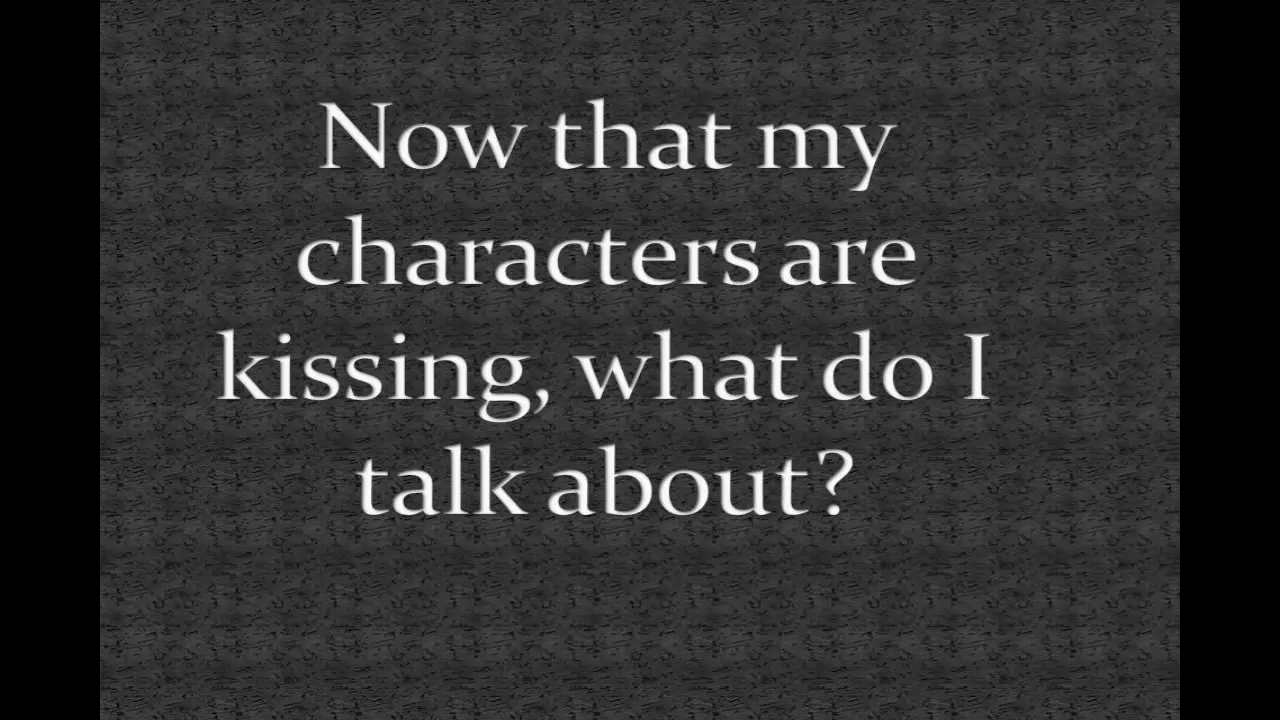 Now that my
characters are
kissing, what do I
talk about?